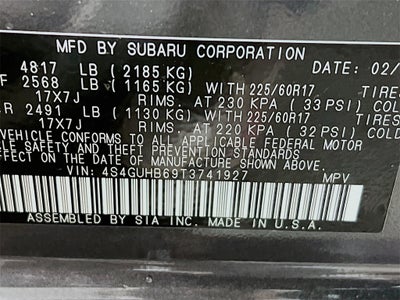 MFD BY SUBARU CORPORATION DATE: 02/
4817 LB (2185 KG)
F 2568 LB (1165 KG) WITH 225/60R17 TIRE
17X7J RIMS. AT 230 KPA (33 PSI) COLD
R 2491 LB (1130 KG) WITH 225/60R17 TIRES
17X7J RIMS. AT 220 KPA (32 PSI) COLD
VEHICLE CONFORMS TO ALL APPLICABLE FEDERAL MOTOR
LE SAFETY AND THEFT PREVENTION STANDARDS
EFFECT ON THE DATE OF MANUFACTURE SHOWN ABOVE.
VIN: 4S4GUHB69T3741927 MPV
ASSEMBLED BY SIA INC. MADE IN U.S.A.